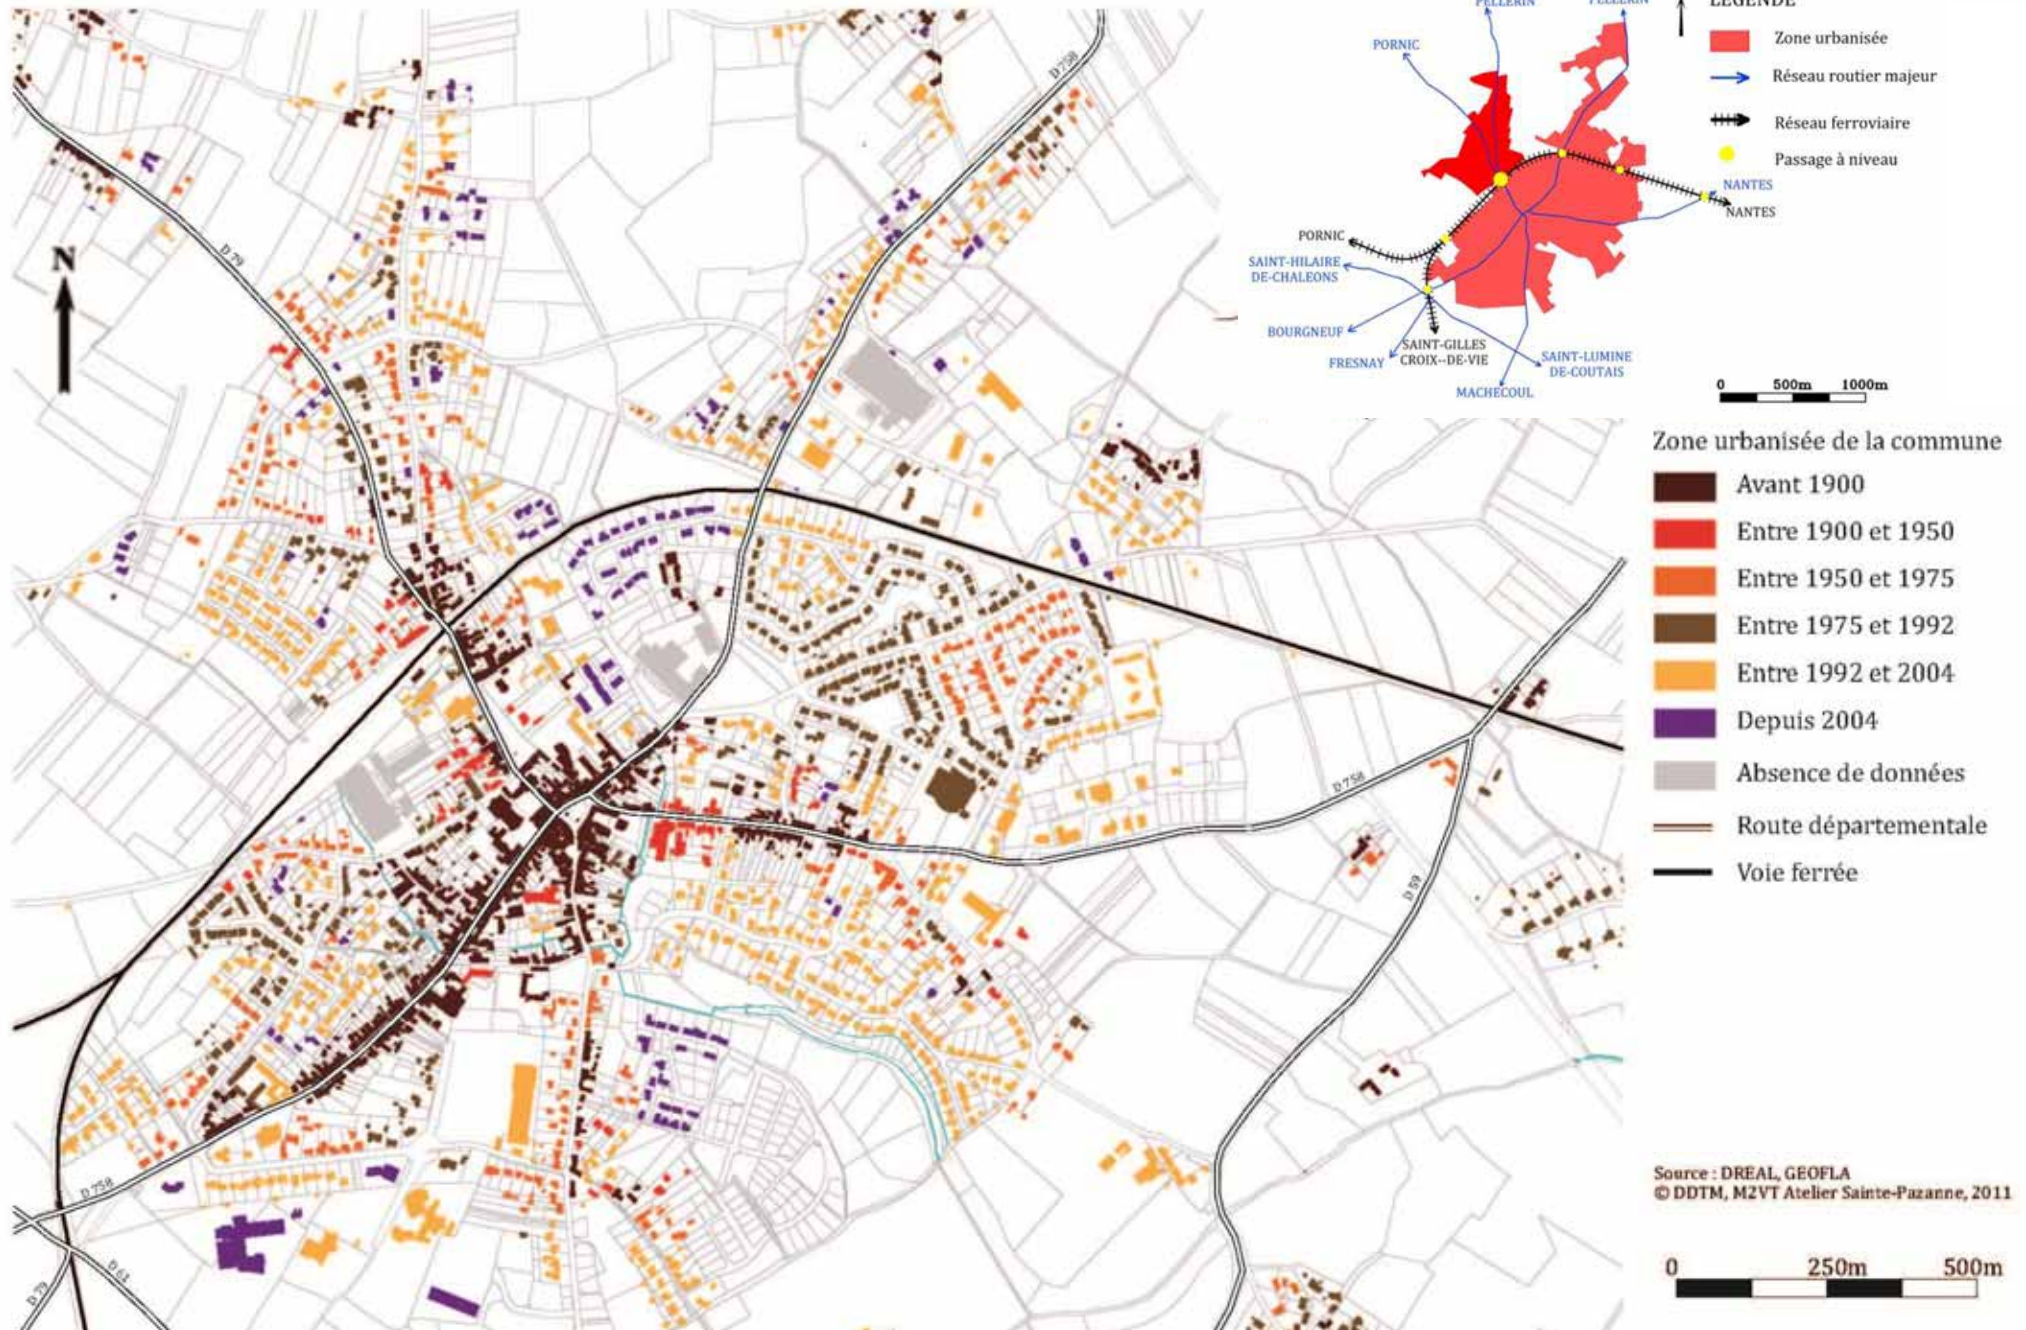 PELLERIN
PELLERIN
LEGENDE
Zone urbanisée
PORNIC
Réseau routier majeur
Réseau ferroviaire
Passage à niveau
NANTES
NANTES
PORNIC
SAINT-HILAIRE
DE-CHALEONS
BOURGNEUF
FRESNAY
SAINT-GILLES
CROIX--DE-VIE
SAINT-LUMINE
DE-COUTAIS
MACHECOUL
0 500m 1000m
D 758
D 79
N
Zone urbanisée de la commune
Avant 1900
Entre 1900 et 1950
Entre 1950 et 1975
Entre 1975 et 1992
Entre 1992 et 2004
Depuis 2004
Absence de données
Route départementale
Voie ferrée
D 758
D 59
D 758
D 79
D 61
Source : DREAL, GEOFLA
© DDTM, M2VT Atelier Sainte-Pazanne, 2011
0 250m 500m